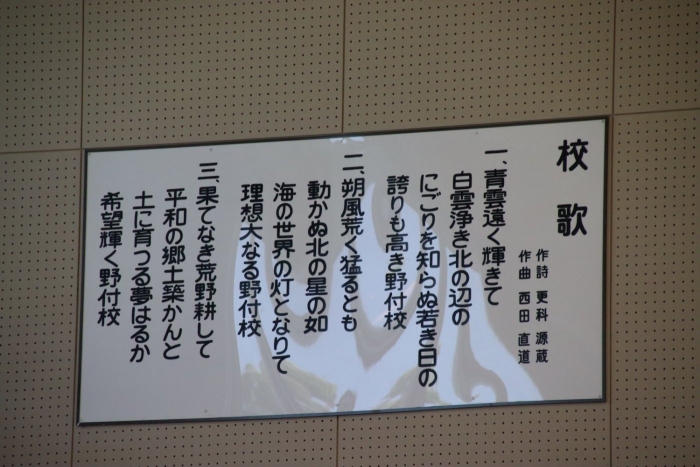 校歌
作詩 更科 源蔵
作曲 西田 直道
一、青雲遠く輝きて
白雲浄き北の辺の
にごりを知らぬ若き日の
誇りも高き野付校
二、朔風荒く猛るとも
動かぬ北の星の如
海の世界の灯となりて
理想大なる野付校
三、果てなき荒野耕して
平和の郷土築かんと
土に育つる夢はるか
希望輝く野付校